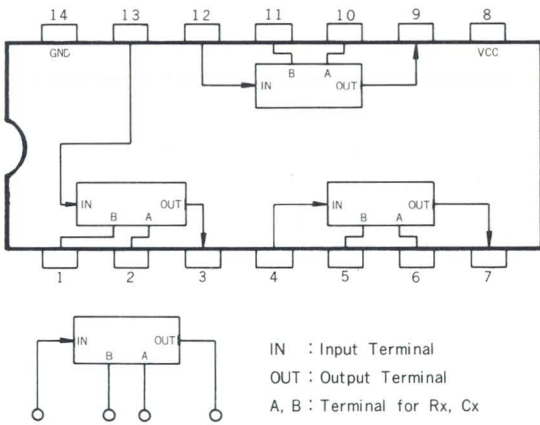 14 13 12 11 10 9 8
GND VCC
B A
IN OUT
IN OUT
B A
IN OUT
B A
1 2 3 4 5 6 7
IN OUT
B A
IN : Input Terminal
OUT : Output Terminal
A, B : Terminal for Rx, Cx